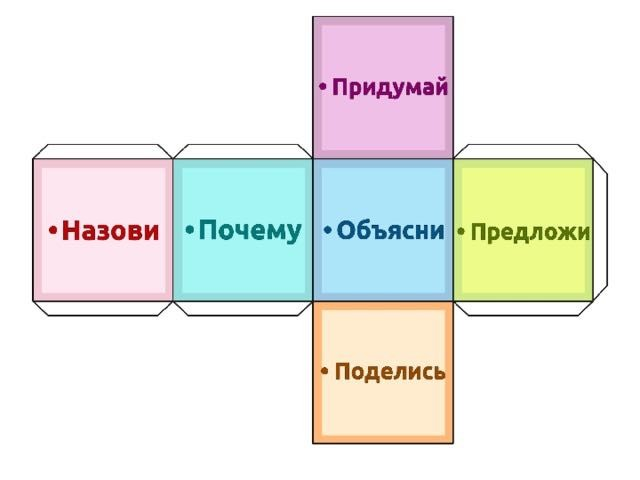 • Придумай
• Назови
• Почему
• Объясни
• Предложи
• Поделись